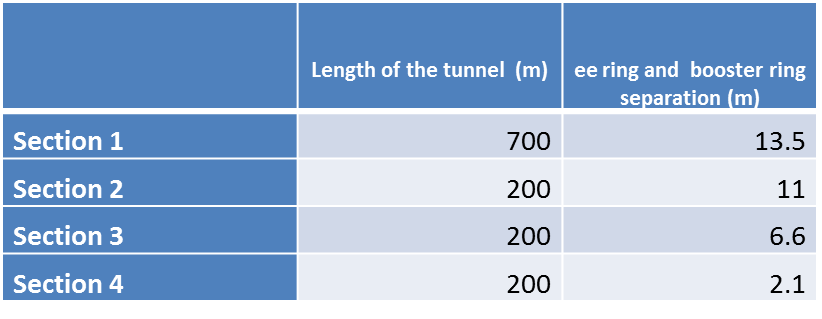 Length of the tunnel (m) ee ring and booster ring
separation (m)
Section 1 700 13.5
Section 2 200 11
Section 3 200 6.6
Section 4 200 2.1